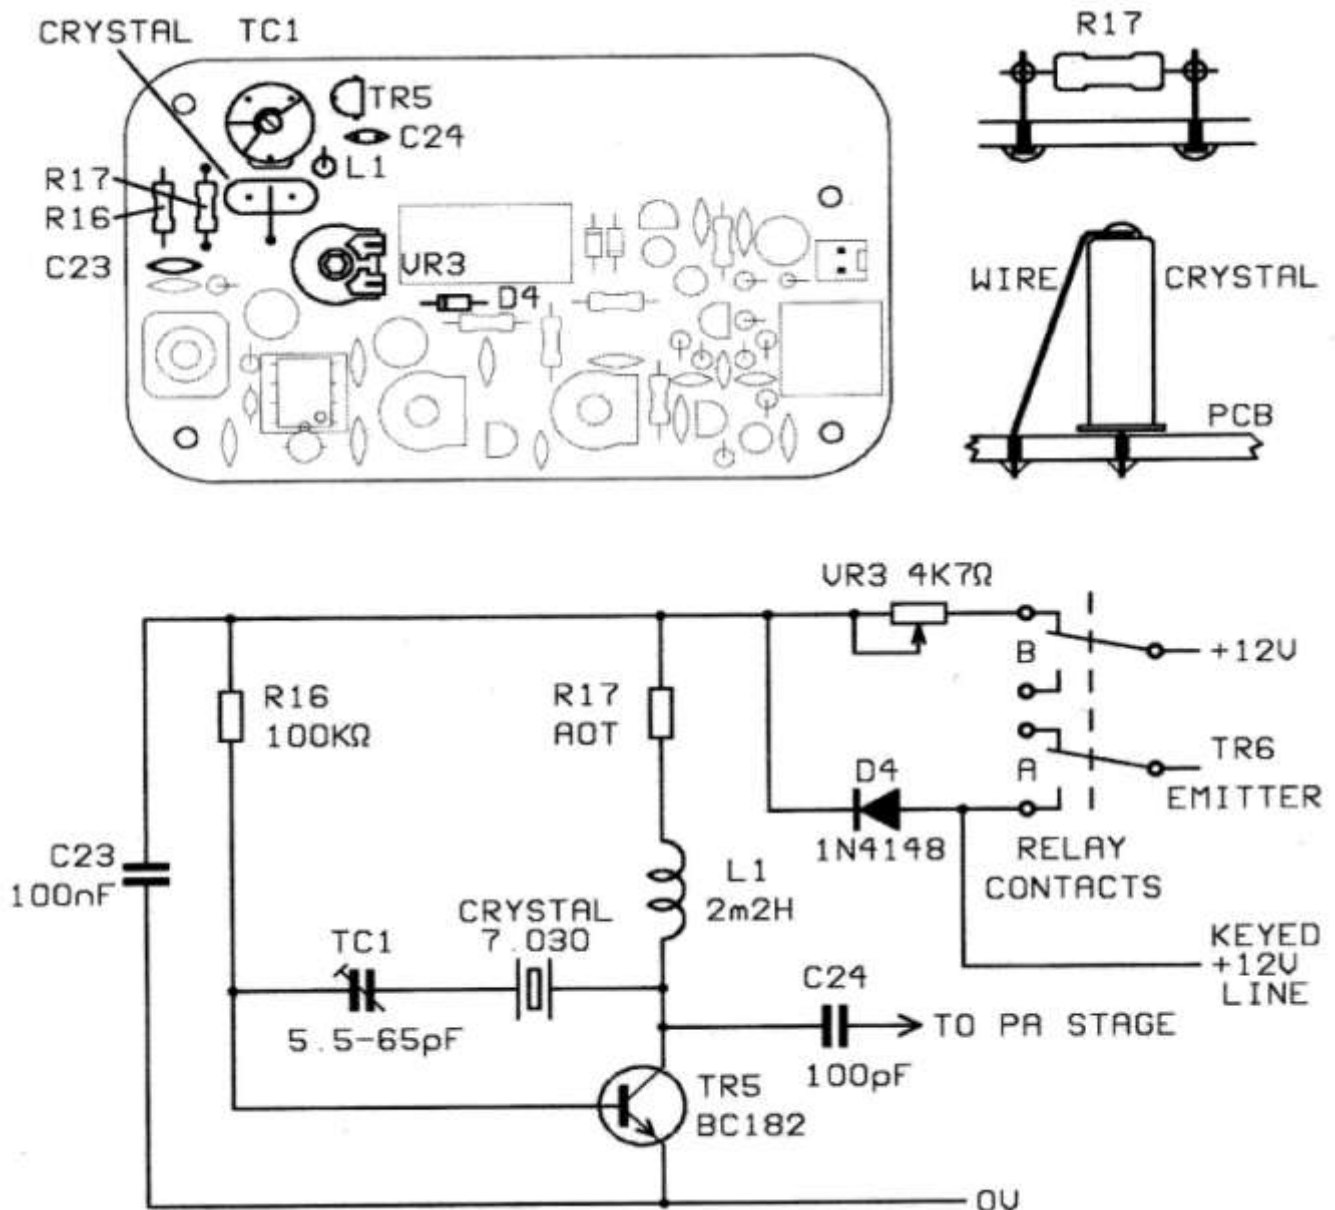 CRYSTAL
TC1
TR5
C24
L1
R17
R16
C23
VR3
D4
R17
WIRE
CRYSTAL
PCB
VR3 4K7Ω
B
+12V
R16
100KΩ
R17
AOT
D4
1N4148
A
TR6
EMITTER
RELAY
CONTACTS
C23
100nF
L1
2m2H
CRYSTAL
7.030
TC1
5.5-65pF
KEYED
+12V
LINE
C24
100pF
TO PA STAGE
TR5
BC182
0V